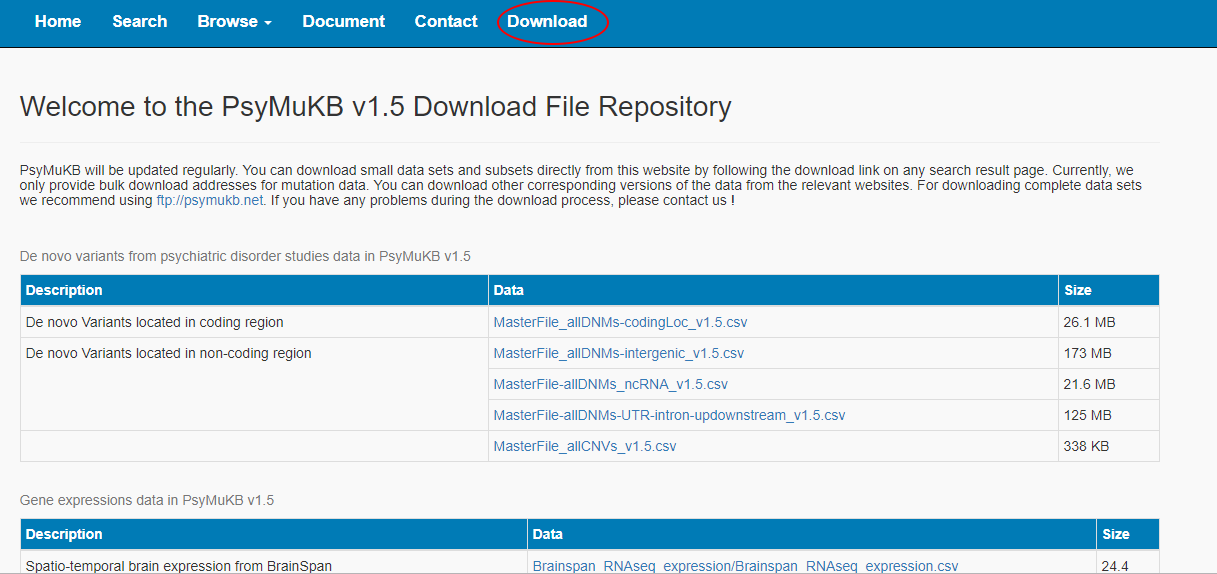 Home Search Browse Document Contact Download
Welcome to the PsyMuKB v1.5 Download File Repository
PsyMuKB will be updated regularly. You can download small data sets and subsets directly from this website by following the download link on any search result page. Currently, we
only provide bulk download addresses for mutation data. You can download other corresponding versions of the data from the relevant websites. For downloading complete data sets
we recommend using ftp://psymukb.net. If you have any problems during the download process, please contact us !
De novo variants from psychiatric disorder studies data in PsyMuKB v1.5
Description Data Size
De novo Variants located in coding region MasterFile_allDNMs-codingLoc_v1.5.csv 26.1 MB
De novo Variants located in non-coding region MasterFile_allDNMs-intergenic_v1.5.csv 173 MB
MasterFile-allDNMs_ncRNA_v1.5.csv 21.6 MB
MasterFile-allDNMs-UTR-intron-updownstream_v1.5.csv 125 MB
MasterFile_allCNVs_v1.5.csv 338 KB
Gene expressions data in PsyMuKB v1.5
Description Data Size
Spatio-temporal brain expression from BrainSpan Brainspan_RNAseq_expression/Brainspan_RNAseq_expression.csv 24.4